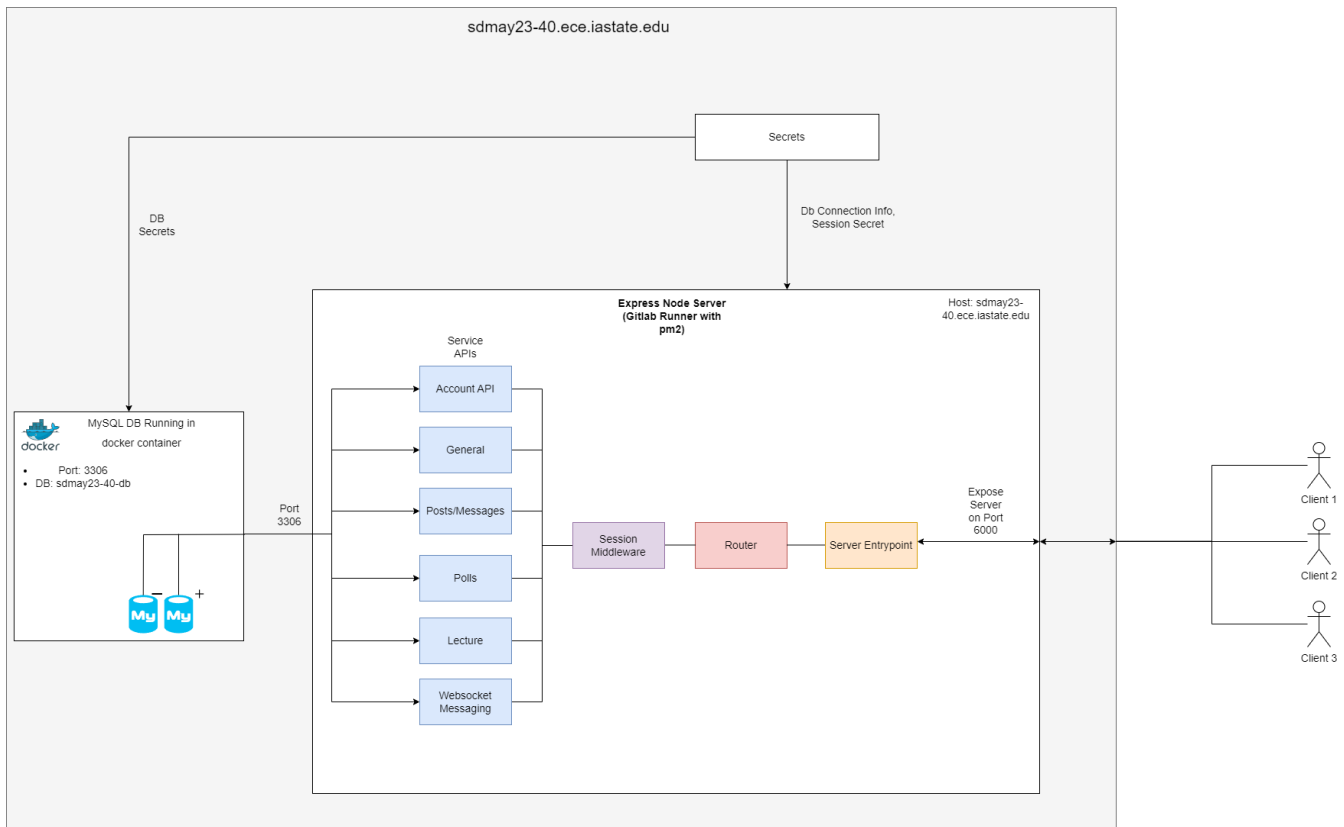 sdmay23-40.ece.iastate.edu
Secrets
DB
Secrets
Db Connection Info,
Session Secret
Express Node Server
(Gitlab Runner with
pm2)
Host: sdmay23-
40.ece.iastate.edu
Service
APIs
Account API
General
Posts/Messages
Polls
Lecture
Websocket
Messaging
docker
MySQL DB Running in
docker container
Port: 3306
DB: sdmay23-40-db
My
My
Port
3306
Session
Middleware
Router
Server Entrypoint
Expose
Server
on Port
6000
Client 1
Client 2
Client 3